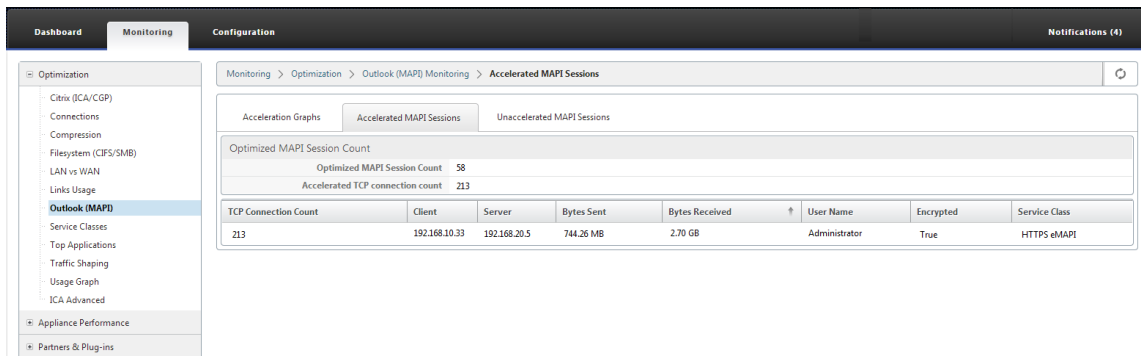 Dashboard Monitoring Configuration Notifications (4)
Optimization
Citrix (ICA/CGP)
Connections
Compression
Filesystem (CIFS/SMB)
LAN vs WAN
Links Usage
Outlook (MAPI)
Service Classes
Top Applications
Traffic Shaping
Usage Graph
ICA Advanced
Appliance Performance
Partners & Plug-ins
Monitoring > Optimization > Outlook (MAPI) Monitoring > Accelerated MAPI Sessions
Acceleration Graphs Accelerated MAPI Sessions Unaccelerated MAPI Sessions
Optimized MAPI Session Count
Optimized MAPI Session Count 58
Accelerated TCP connection count 213
TCP Connection Count Client Server Bytes Sent Bytes Received User Name Encrypted Service Class
213 192.168.10.33 192.168.20.5 744.26 MB 2.70 GB Administrator True HTTPS eMAPI